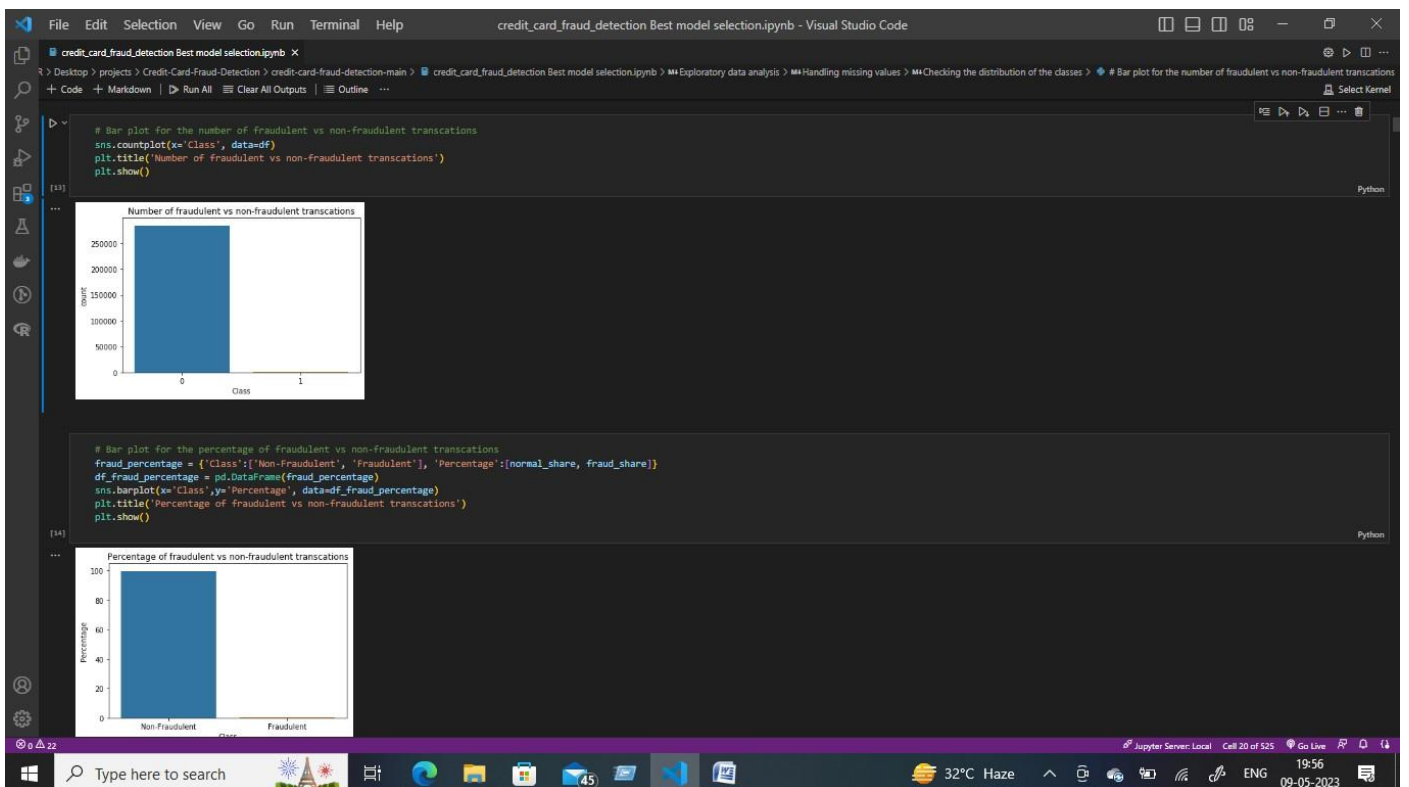 File Edit Selection View Go Run Terminal Help credit_card_fraud_detection Best model selection.ipynb - Visual Studio Code
credit_card_fraud_detection Best model selection.ipynb
R > Desktop > projects > Credit-Card-Fraud-Detection > credit-card-fraud-detection-main > credit_card_fraud_detection Best model selection.ipynb > Exploratory data analysis > Handling missing values > Checking the distribution of the classes > # Bar plot for the number of fraudulent vs non-fraudulent transcations
+ Code + Markdown | Run All Clear All Outputs | Outline ...
Select Kernel
# Bar plot for the number of fraudulent vs non-fraudulent transcations
sns.countplot(x='Class', data=df)
plt.title('Number of fraudulent vs non-fraudulent transcations')
plt.show()
[13]
Python
Number of fraudulent vs non-fraudulent transcations
250000
200000
150000
100000
50000
0
count
0 1
Class
# Bar plot for the percentage of fraudulent vs non-fraudulent transcations
fraud_percentage = {'Class':['Non-Fraudulent', 'Fraudulent'], 'Percentage':[normal_share, fraud_share]}
df_fraud_percentage = pd.DataFrame(fraud_percentage)
sns.barplot(x='Class',y='Percentage', data=df_fraud_percentage)
plt.title('Percentage of fraudulent vs non-fraudulent transcations')
plt.show()
[14]
Python
Percentage of fraudulent vs non-fraudulent transcations
100
80
60
40
20
0
Percentage
Non-Fraudulent Fraudulent
Class
0 22
Jupyter Server: Local Cell 20 of 525 Go Live
Type here to search
45
32°C Haze
ENG
19:56
09-05-2023